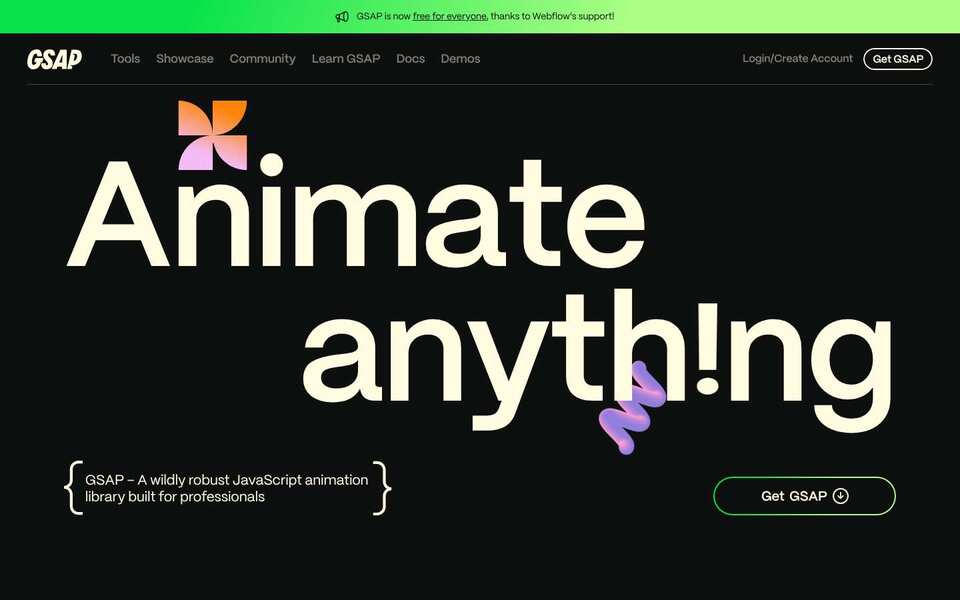 GSAP is now free for everyone, thanks to Webflow's support!
GSAP Tools Showcase Community Learn GSAP Docs Demos Login/Create Account Get GSAP
Animate
anyth!ng
GSAP – A wildly robust JavaScript animation
library built for professionals
Get GSAP